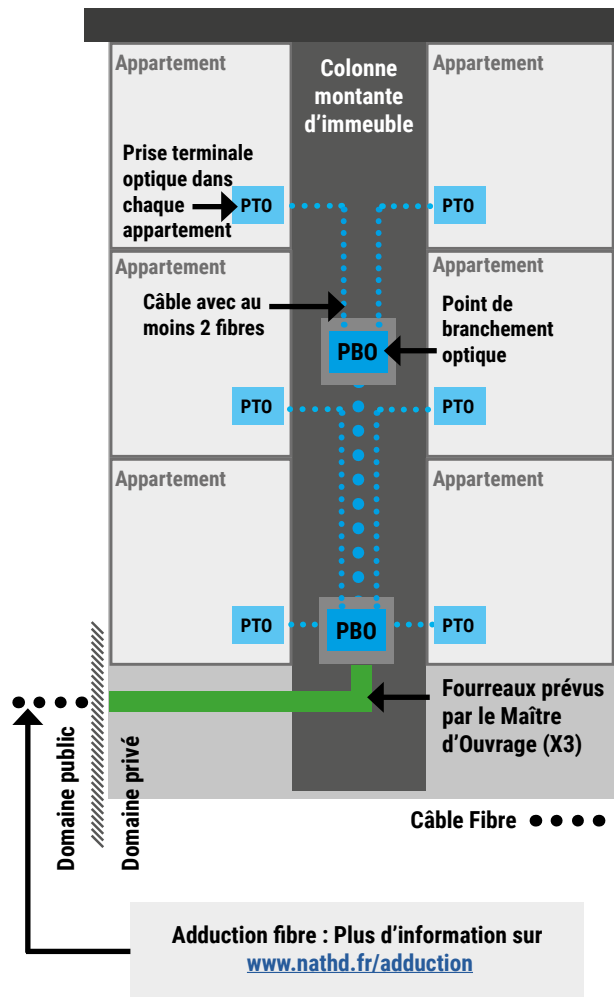 Appartement
Colonne
montante
d'immeuble
Appartement
Prise terminale
optique dans
chaque
appartement
PTO
PTO
Appartement
Appartement
Câble avec au
moins 2 fibres
PBO
Point de
branchement
optique
PTO
PTO
Appartement
Appartement
PTO
PBO
PTO
Fourreaux prévus
par le Maître
d'Ouvrage (X3)
Domaine public
Domaine privé
Câble Fibre
Adduction fibre : Plus d'information sur
www.nathd.fr/adduction